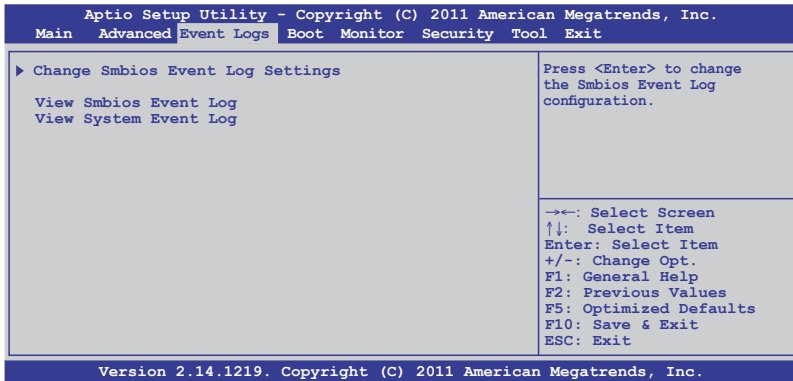 Aptio Setup Utility - Copyright (C) 2011 American Megatrends, Inc.
Main Advanced Event Logs Boot Monitor Security Tool Exit
Change Smbios Event Log Settings
View Smbios Event Log
View System Event Log
Press <Enter> to change
the Smbios Event Log
configuration.
→←: Select Screen
↑↓: Select Item
Enter: Select Item
+/-: Change Opt.
F1: General Help
F2: Previous Values
F5: Optimized Defaults
F10: Save & Exit
ESC: Exit
Version 2.14.1219. Copyright (C) 2011 American Megatrends, Inc.